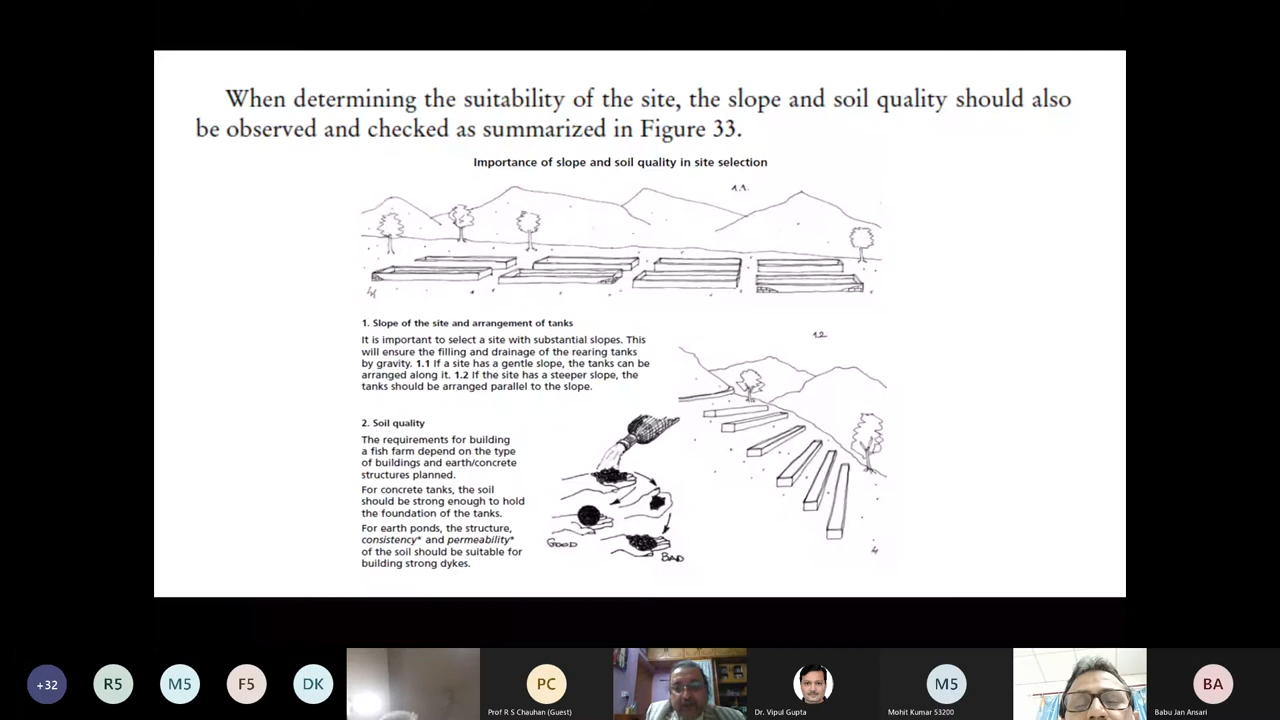 When determining the suitability of the site, the slope and soil quality should also
be observed and checked as summarized in Figure 33.
Importance of slope and soil quality in site selection
1.1.
1. Slope of the site and arrangement of tanks
It is important to select a site with substantial slopes. This
will ensure the filling and drainage of the rearing tanks
by gravity. 1.1 If a site has a gentle slope, the tanks can be
arranged along it. 1.2 If the site has a steeper slope, the
tanks should be arranged parallel to the slope.
1.2
2. Soil quality
The requirements for building
a fish farm depend on the type
of buildings and earth/concrete
structures planned.
For concrete tanks, the soil
should be strong enough to hold
the foundation of the tanks.
For earth ponds, the structure,
consistency* and permeability*
of the soil should be suitable for
building strong dykes.
GOOD
BAD
+32
R5
M5
F5
DK
PC
Prof R S Chauhan (Guest)
Dr. Vipul Gupta
M5
Mohit Kumar 53200
BA
Babu Jan Ansari